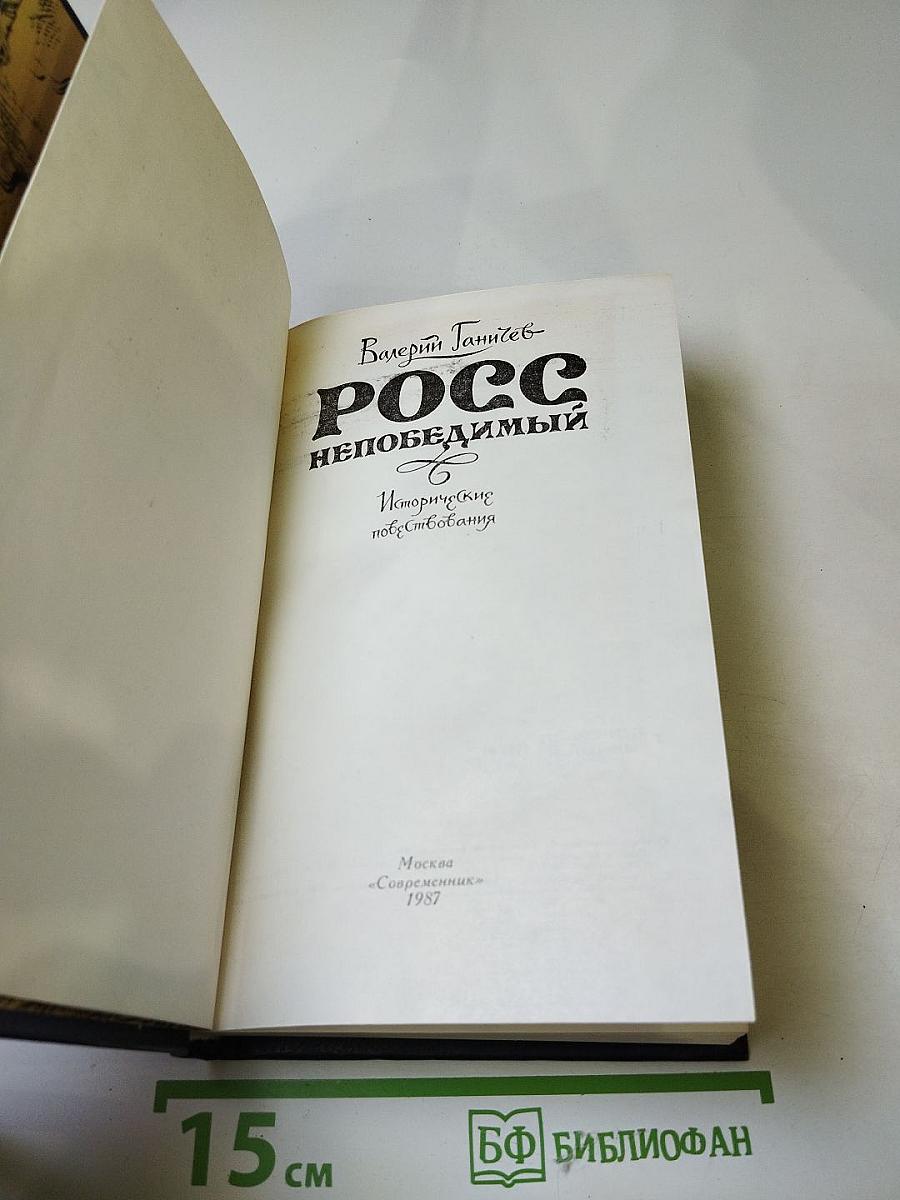 Валерий Ганичев
РОСС
НЕПОБЕДИМЫЙ
Исторические
повествования
Москва
«Современник»
1987
15 см
БФ БИБЛИОФАН